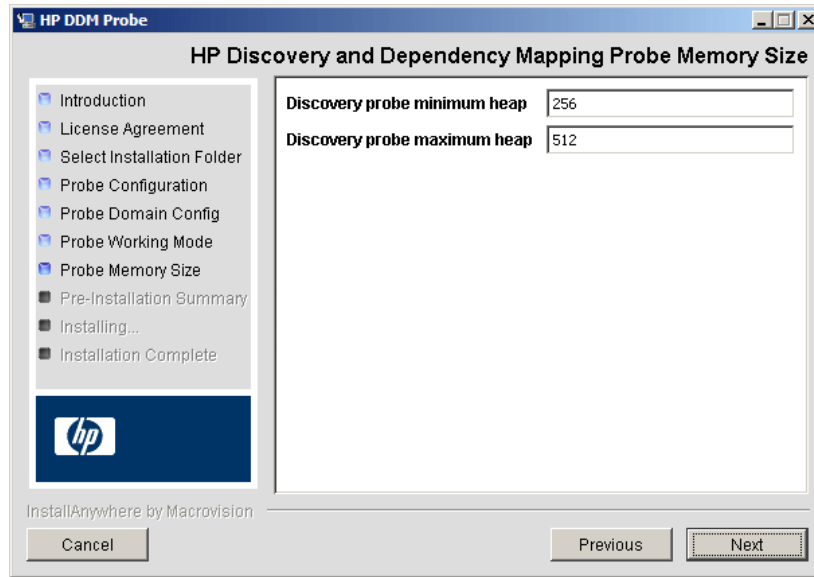 HP DDM Probe
HP Discovery and Dependency Mapping Probe Memory Size
Introduction
License Agreement
Select Installation Folder
Probe Configuration
Probe Domain Config
Probe Working Mode
Probe Memory Size
Pre-Installation Summary
Installing...
Installation Complete
Discovery probe minimum heap 256
Discovery probe maximum heap 512
hp
InstallAnywhere by Macrovision
Cancel Previous Next